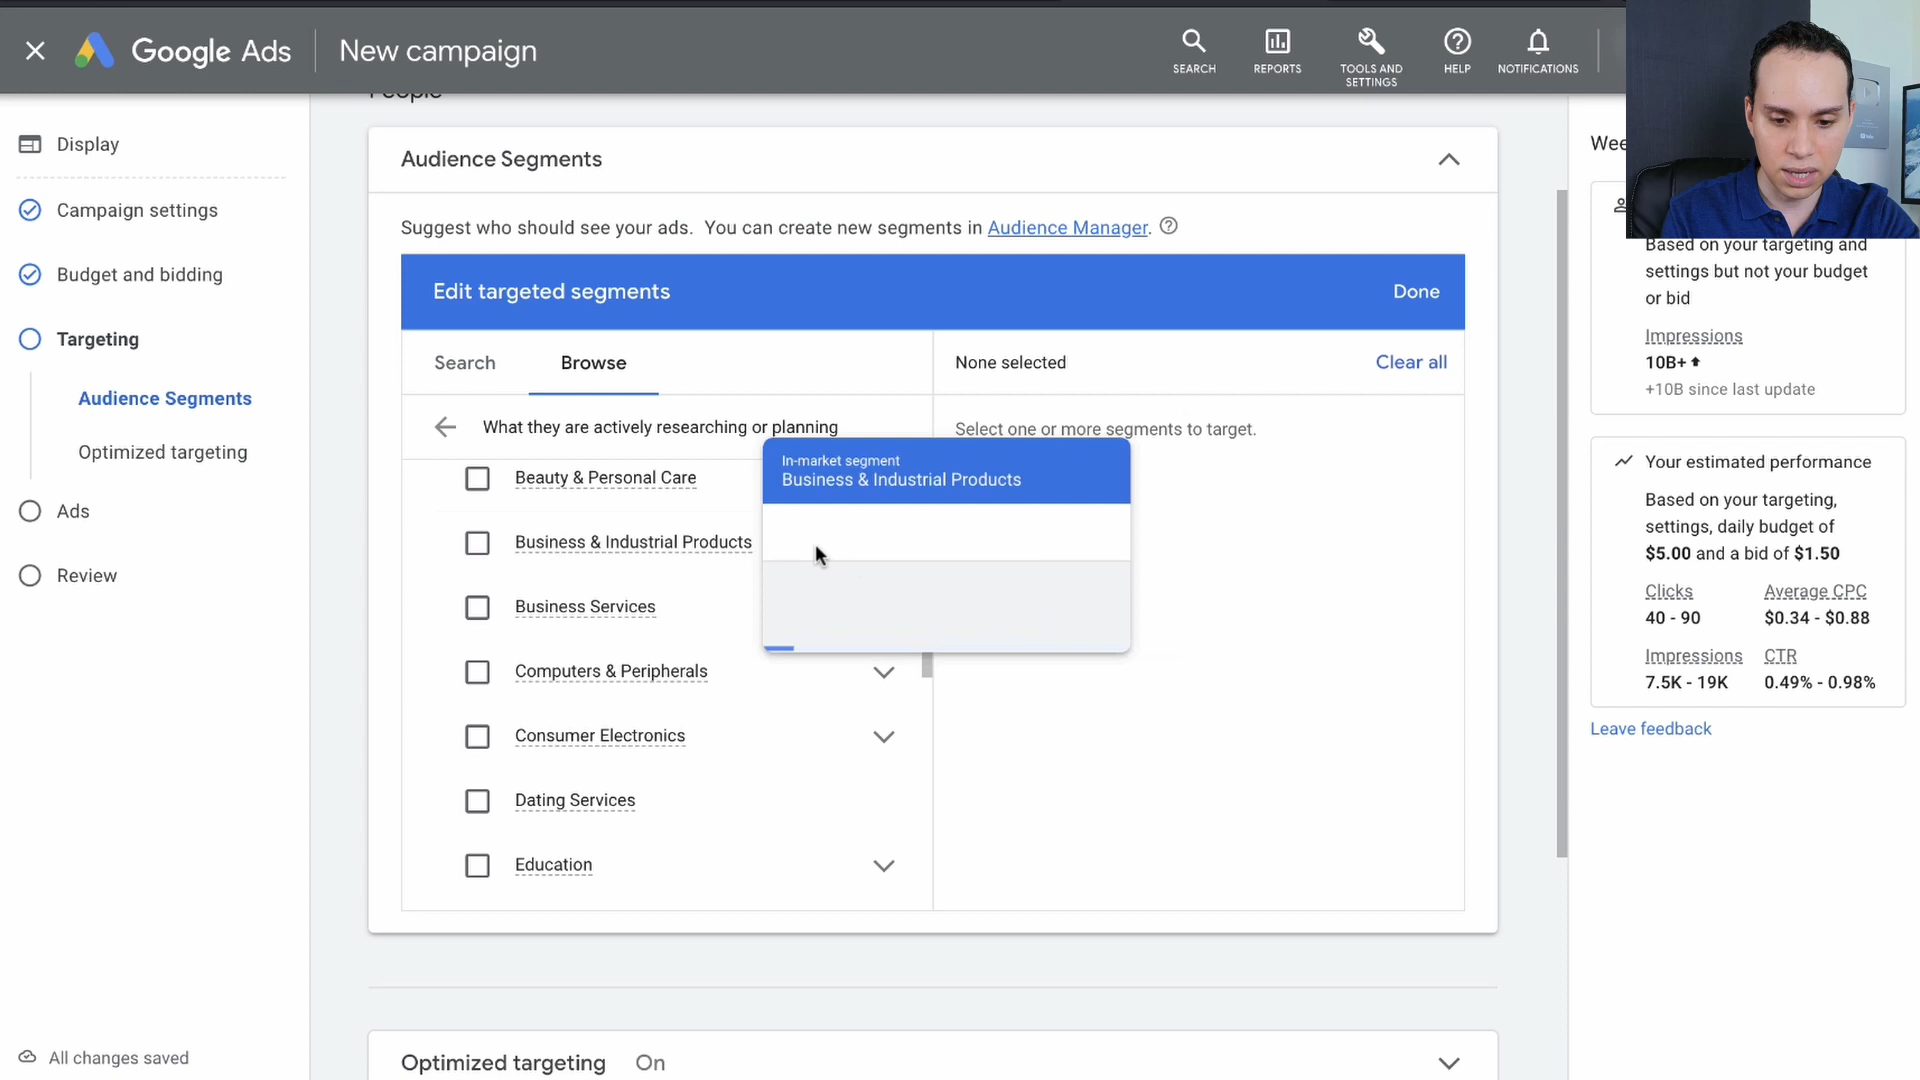 Google Ads
New campaign
SEARCH
REPORTS
TOOLS AND
SETTINGS
HELP
NOTIFICATIONS
Display
Campaign settings
Budget and bidding
Targeting
Audience Segments
Optimized targeting
Ads
Review
All changes saved
People
Audience Segments
Suggest who should see your ads. You can create new segments in Audience Manager.
Edit targeted segments
Done
Search
Browse
None selected
Clear all
What they are actively researching or planning
Select one or more segments to target.
In-market segment
Business & Industrial Products
Beauty & Personal Care
Business & Industrial Products
Business Services
Computers & Peripherals
Consumer Electronics
Dating Services
Education
Optimized targeting
On
Based on your targeting and
settings but not your budget
or bid
Impressions
10B+
+10B since last update
Your estimated performance
Based on your targeting,
settings, daily budget of
$5.00 and a bid of $1.50
Clicks
Average CPC
40 - 90
$0.34 - $0.88
Impressions
CTR
7.5K - 19K
0.49% - 0.98%
Leave feedback